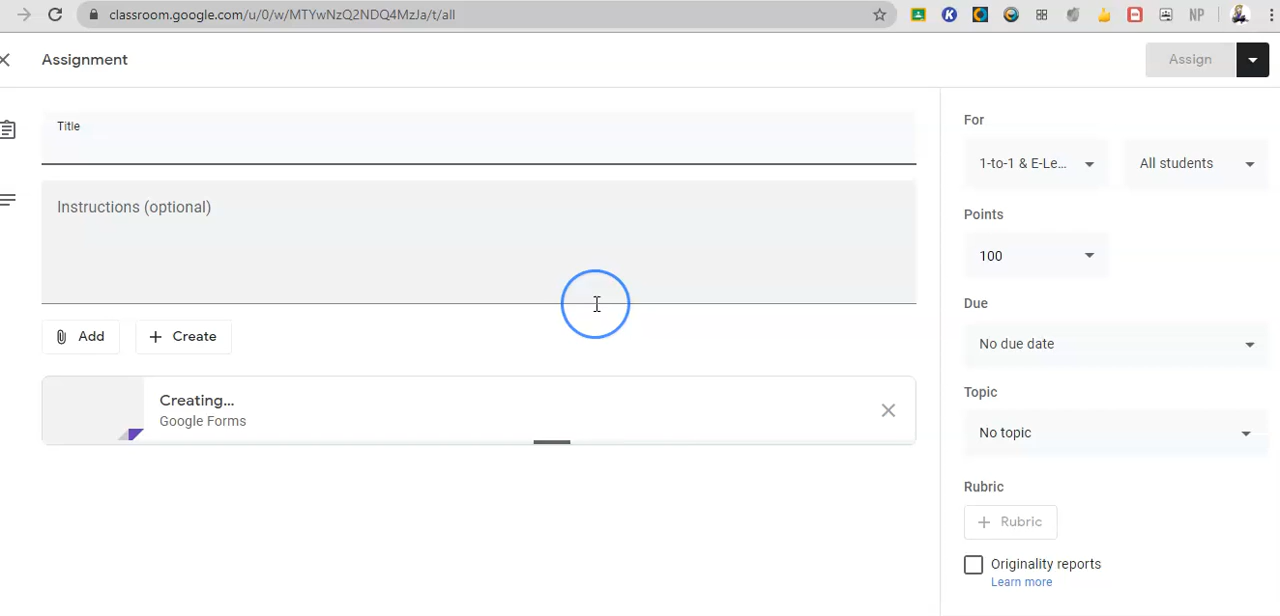 classroom.google.com/u/0/w/MTYwNzQ2NDQ4MzJa/t/all
NP
Assignment
Assign
Title
Instructions (optional)
Add
Create
Creating...
Google Forms
For
1-to-1 & E-Le...
All students
Points
100
Due
No due date
Topic
No topic
Rubric
Rubric
Originality reports
Learn more